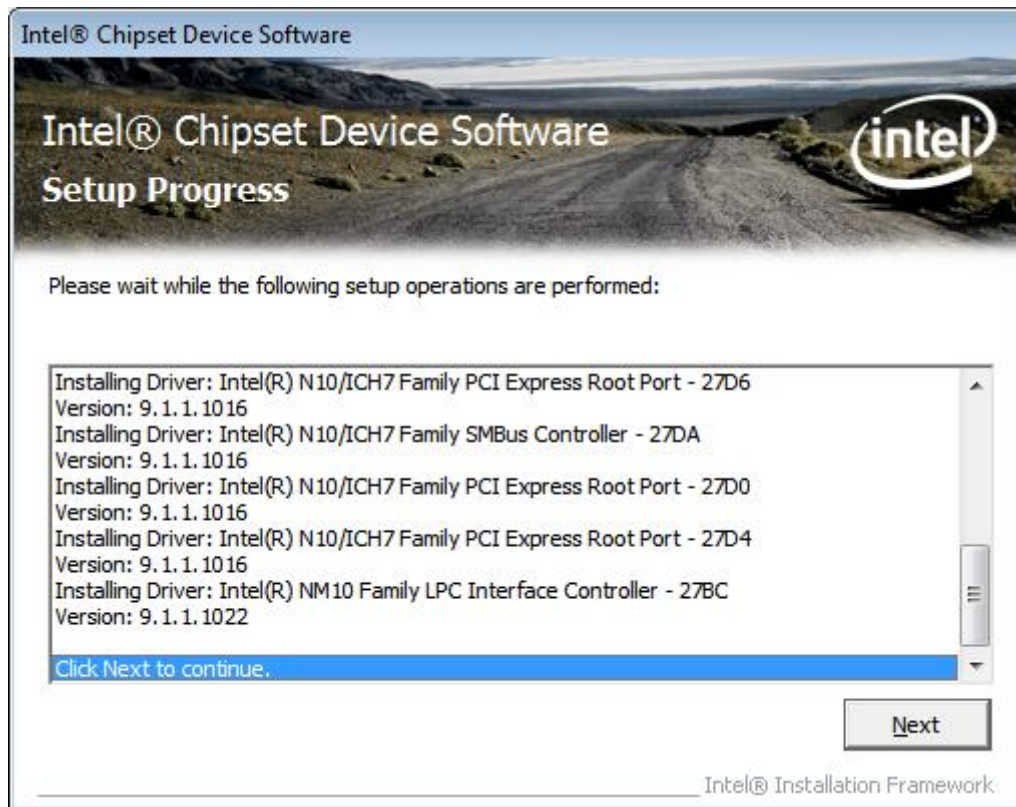 Intel® Chipset Device Software
Intel® Chipset Device Software
intel
Setup Progress
Please wait while the following setup operations are performed:
Installing Driver: Intel(R) N10/ICH7 Family PCI Express Root Port - 27D6
Version: 9.1.1.1016
Installing Driver: Intel(R) N10/ICH7 Family SMBus Controller - 27DA
Version: 9.1.1.1016
Installing Driver: Intel(R) N10/ICH7 Family PCI Express Root Port - 27D0
Version: 9.1.1.1016
Installing Driver: Intel(R) N10/ICH7 Family PCI Express Root Port - 27D4
Version: 9.1.1.1016
Installing Driver: Intel(R) NM10 Family LPC Interface Controller - 27BC
Version: 9.1.1.1022
Click Next to continue.
Next
Intel® Installation Framework